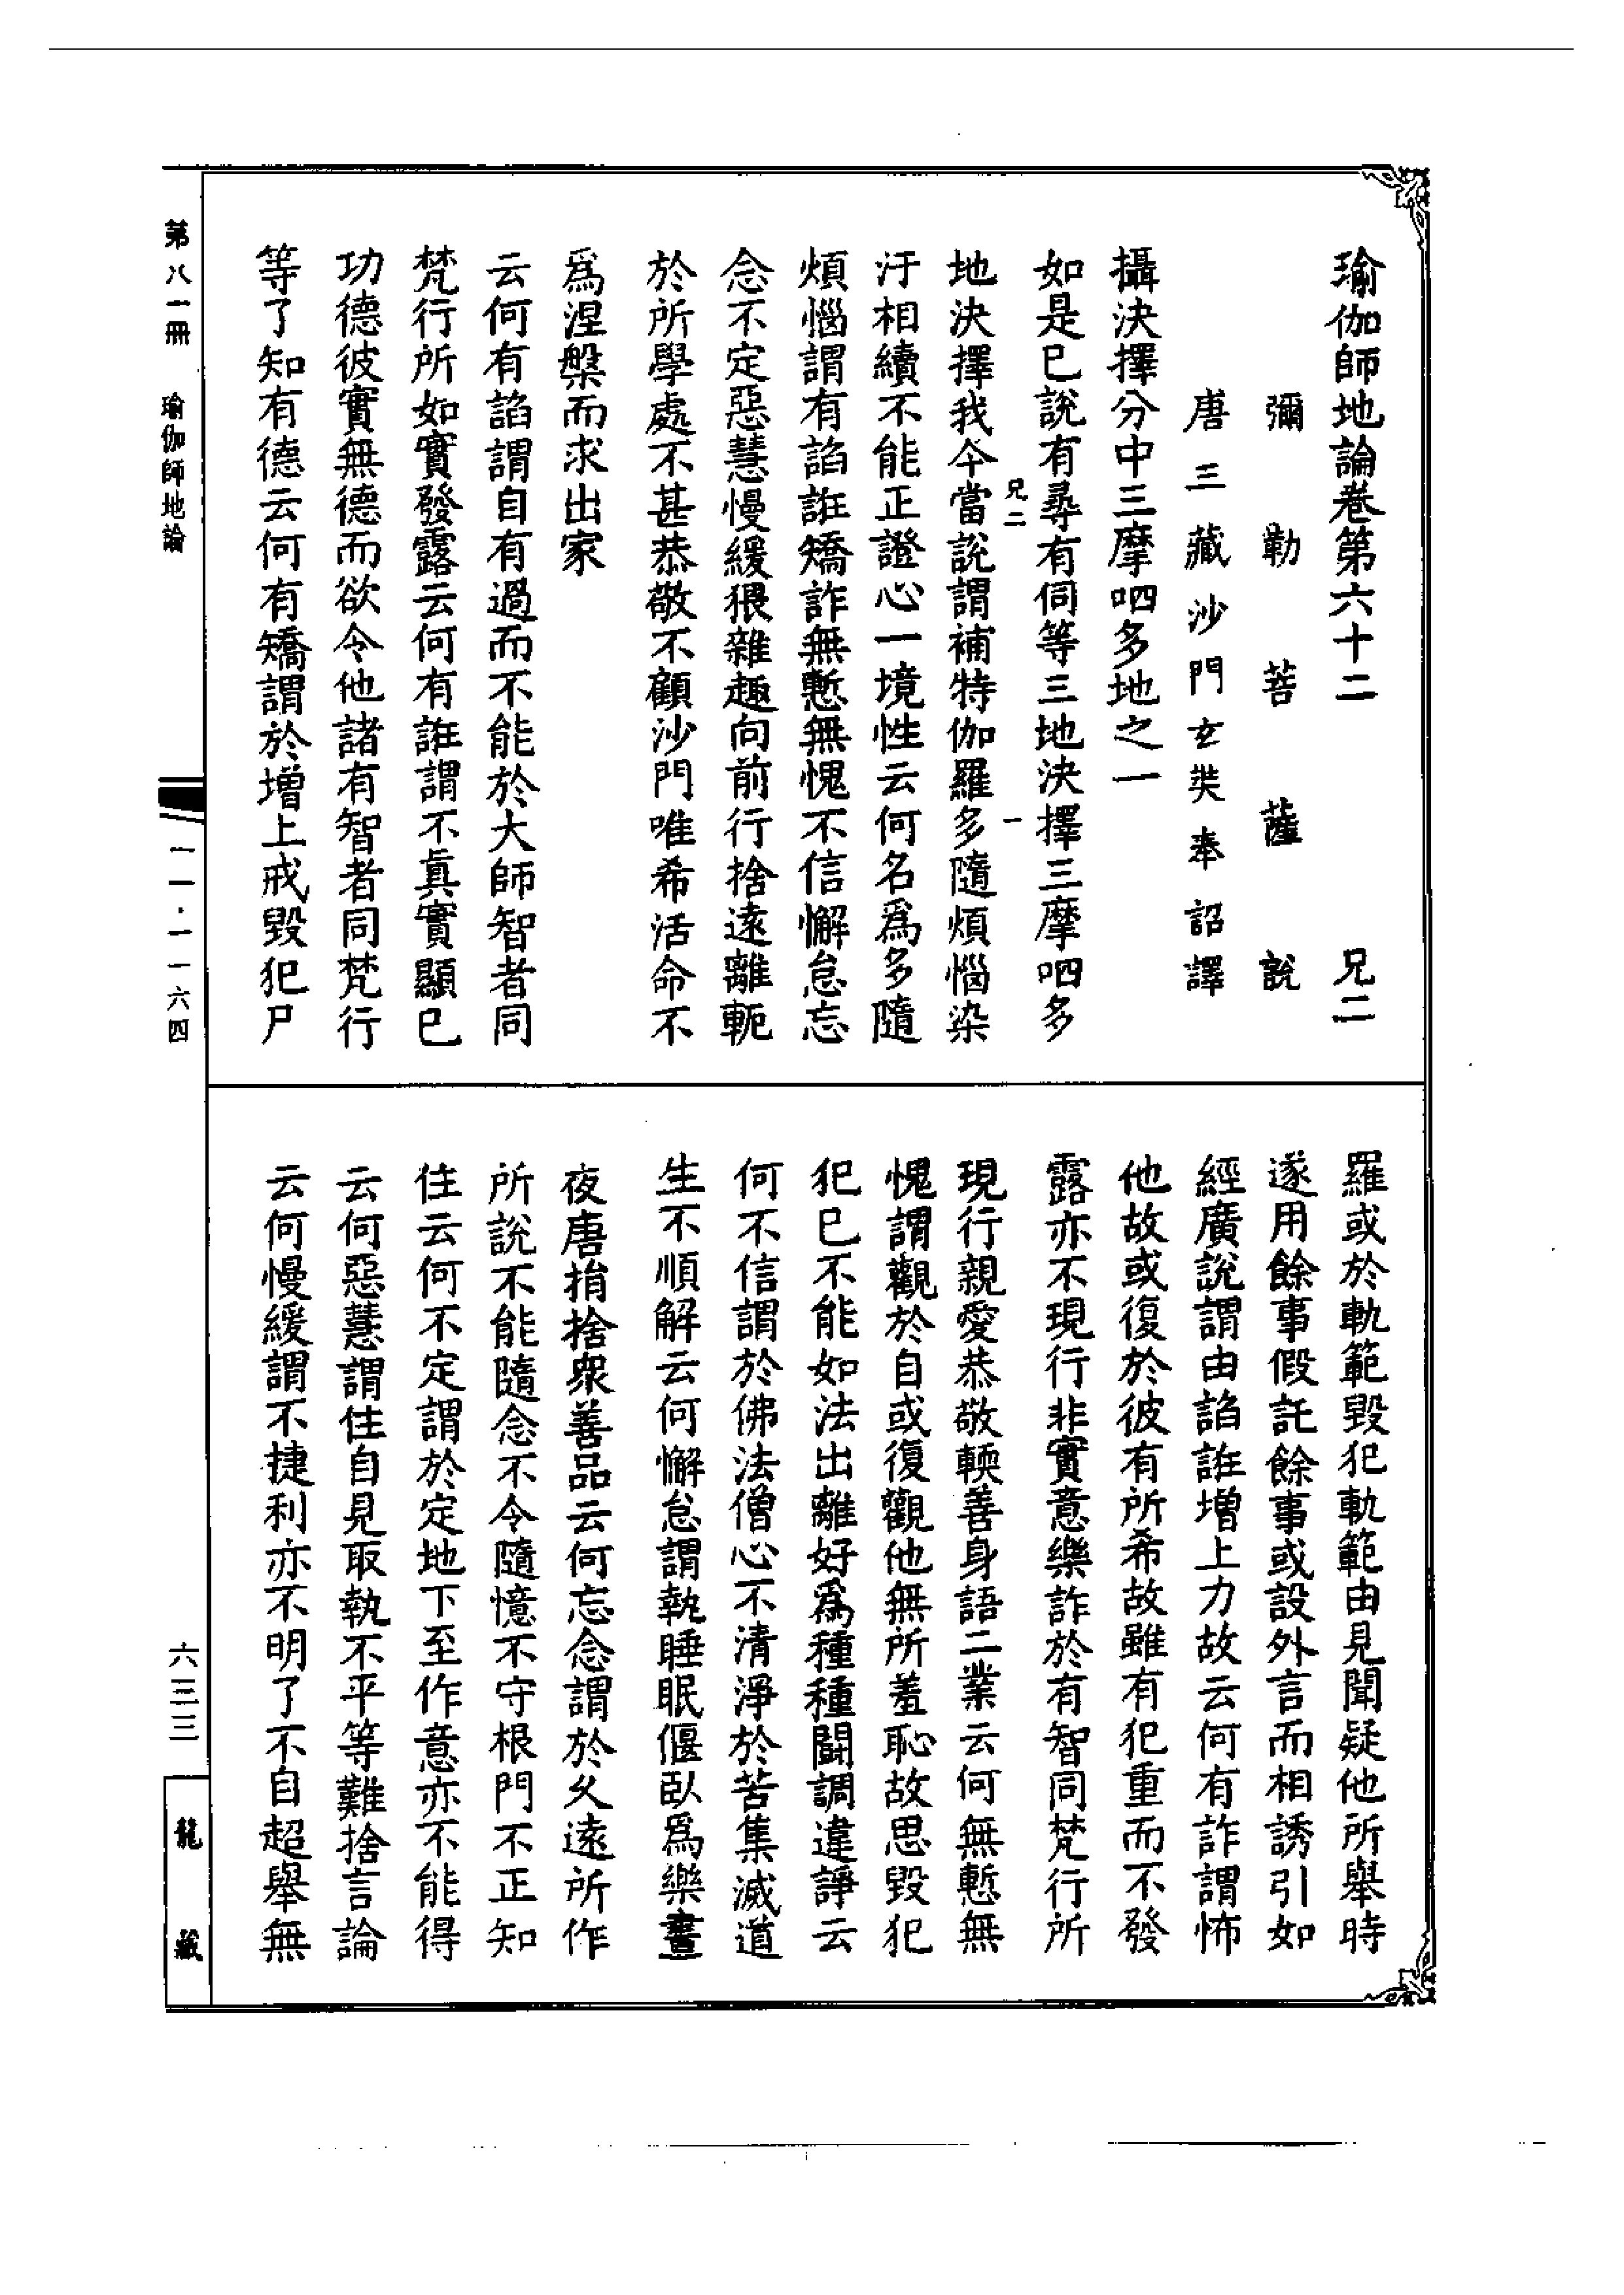 瑜伽師地論卷第六十二 兄二
彌勒菩薩說
唐三藏沙門玄奘奉詔譯
攝決擇分中三摩呬多地之一
如是已說有尋有伺等三地決擇三摩呬多
兄二 一
地決擇我今當說謂補特伽羅多隨煩惱染
汙相續不能正證心一境性云何名爲多隨
煩惱謂有諂誑矯詐無慙無愧不信懈怠忘
念不定惡慧慢緩猥雜趣向前行捨遠離軛
於所學處不甚恭敬不顧沙門唯希活命不
爲涅槃而求出家
云何有諂謂自有過而不能於大師智者同
梵行所如實發露云何有誑謂不眞實顯已
功德彼實無德而欲令他諸有智者同梵行
等了知有德云何有矯謂於增上戒毀犯尸
羅或於軌範毀犯軌範由見聞疑他所舉時
遂用餘事假託餘事或設外言而相誘引如
經廣說謂由諂誑增上力故云何有詐謂怖
他故或復於彼有所希故雖有犯重而不發
露亦不現行非實意樂詐於有智同梵行所
現行親愛恭敬輭善身語二業云何無慙無
愧謂觀於自或復觀他無所羞恥故思毀犯
犯已不能如法出離好爲種種鬪調違諍云
何不信謂於佛法僧心不清淨於苦集滅道
生不順解云何懈怠謂執睡眠偃臥爲樂晝
夜唐捐捨衆善品云何忘念謂於久遠所作
所說不能隨念不令隨憶不守根門不正知
住云何不定謂於定地下至作意亦不能得
云何惡慧謂住自見取執不平等難捨言論
云何慢緩謂不捷利亦不明了不自超舉無
第八一冊 瑜伽師地論
一一·一一六四
六三三
龍藏